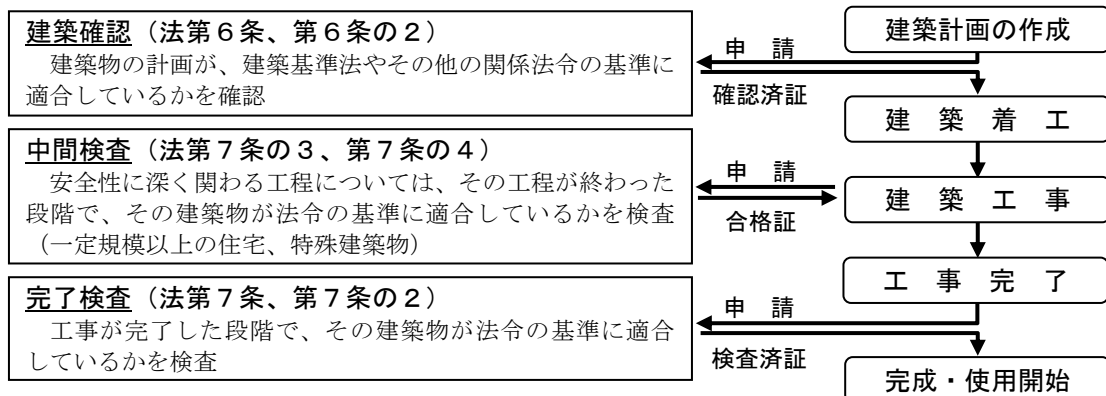 建築確認（法第６条、第６条の２）
建築物の計画が、建築基準法やその他の関係法令の基準に
適合しているかを確認
中間検査（法第７条の３、第７条の４）
安全性に深く関わる工程については、その工程が終わった
段階で、その建築物が法令の基準に適合しているかを検査
（一定規模以上の住宅、特殊建築物）
完了検査（法第７条、第７条の２）
工事が完了した段階で、その建築物が法令の基準に適合
しているかを検査
申　請
確認済証
申　請
合格証
申　請
検査済証
建築計画の作成
建　築　着　工
建　築　工　事
工　事　完　了
完成・使用開始